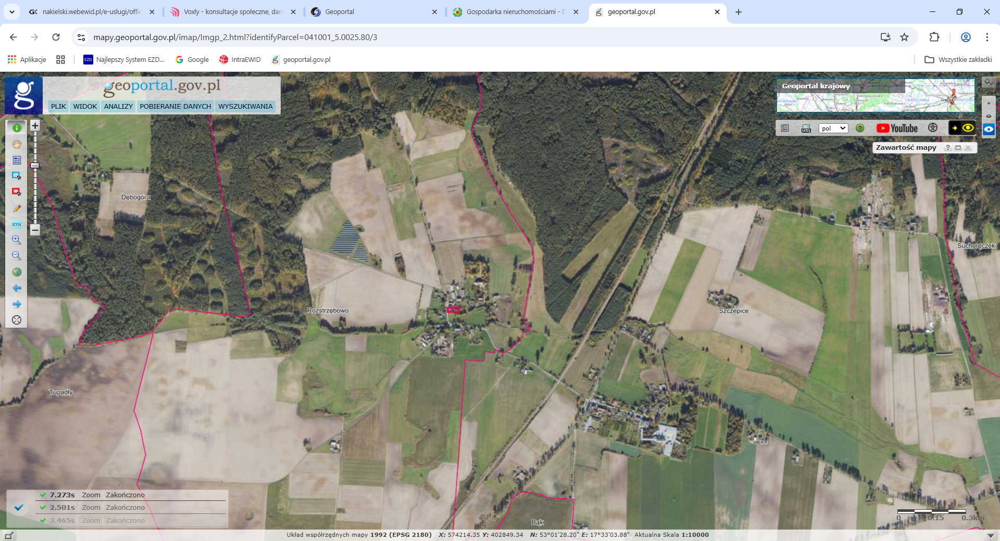 nakielski.webewid.pl/e-uslugi/offic
Voxly - konsultacje społeczne, dan
Geoportal
Gospodarka nieruchomościami - D
geoportal.gov.pl
mapy.geoportal.gov.pl/imap/Imgp_2.html?identifyParcel=041001_5.0025.80/3
Aplikacje
EZD
Najlepszy System EZD...
Google
IntraEWID
geoportal.gov.pl
Wszystkie zakładki
geoportal.gov.pl
PLIK
WIDOK
ANALIZY
POBIERANIE DANYCH
WYSZUKIWANIA
Geoportal krajowy
pol
YouTube
Zawartość mapy
XYH
Dębogóra
Suchoręczek
Rozstrzębowo
Szczepice
Tupadły
Bąk
7.273s Zoom Zakończono
2.501s Zoom Zakończono
3.465s Zoom Zakończono
0 0.15 0.3km
Układ współrzędnych mapy 1992 (EPSG 2180) X: 574214.35 Y: 402849.34 N: 53°01'28.20" E: 17°33'03.88" Aktualna Skala 1:10000